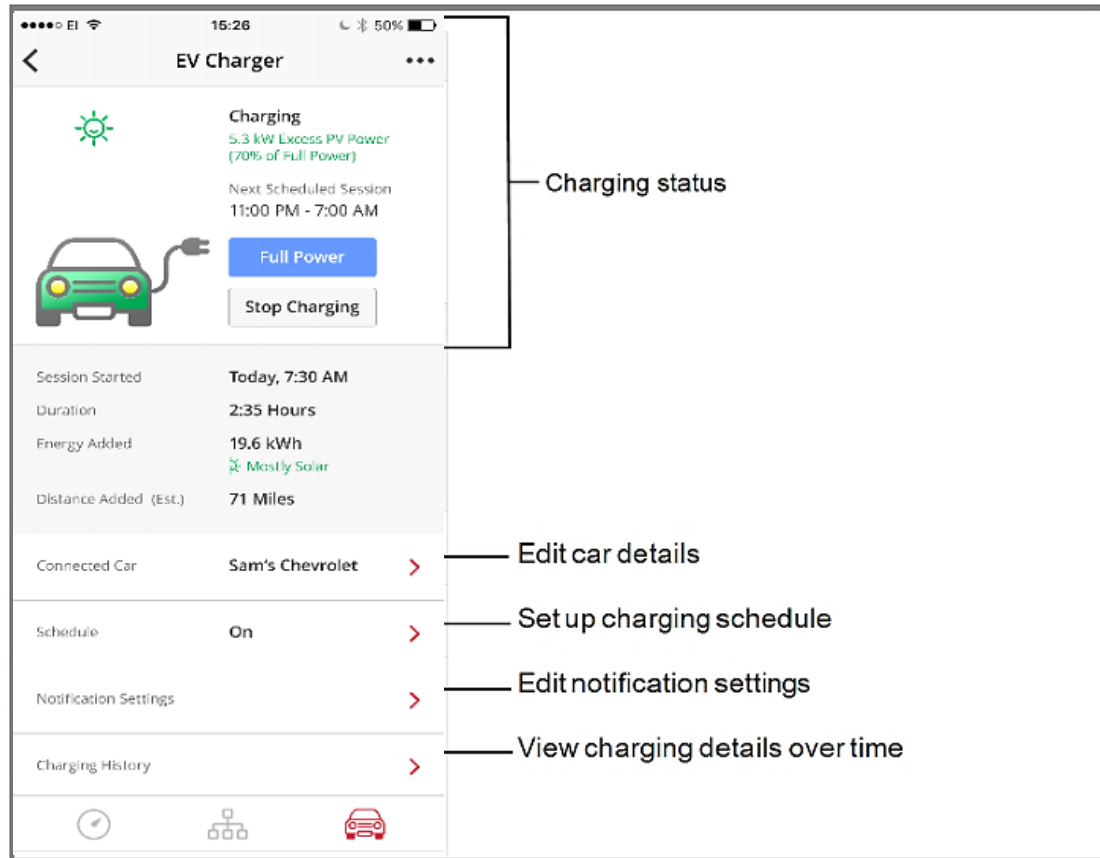 EI 15:26 50%
EV Charger
Charging
5.3 kW Excess PV Power
(70% of Full Power)
Next Scheduled Session
11:00 PM - 7:00 AM
Full Power
Stop Charging
Charging status
Session Started Today, 7:30 AM
Duration 2:35 Hours
Energy Added 19.6 kWh
Mostly Solar
Distance Added (Est.) 71 Miles
Connected Car Sam's Chevrolet
Edit car details
Schedule On
Set up charging schedule
Notification Settings
Edit notification settings
Charging History
View charging details over time